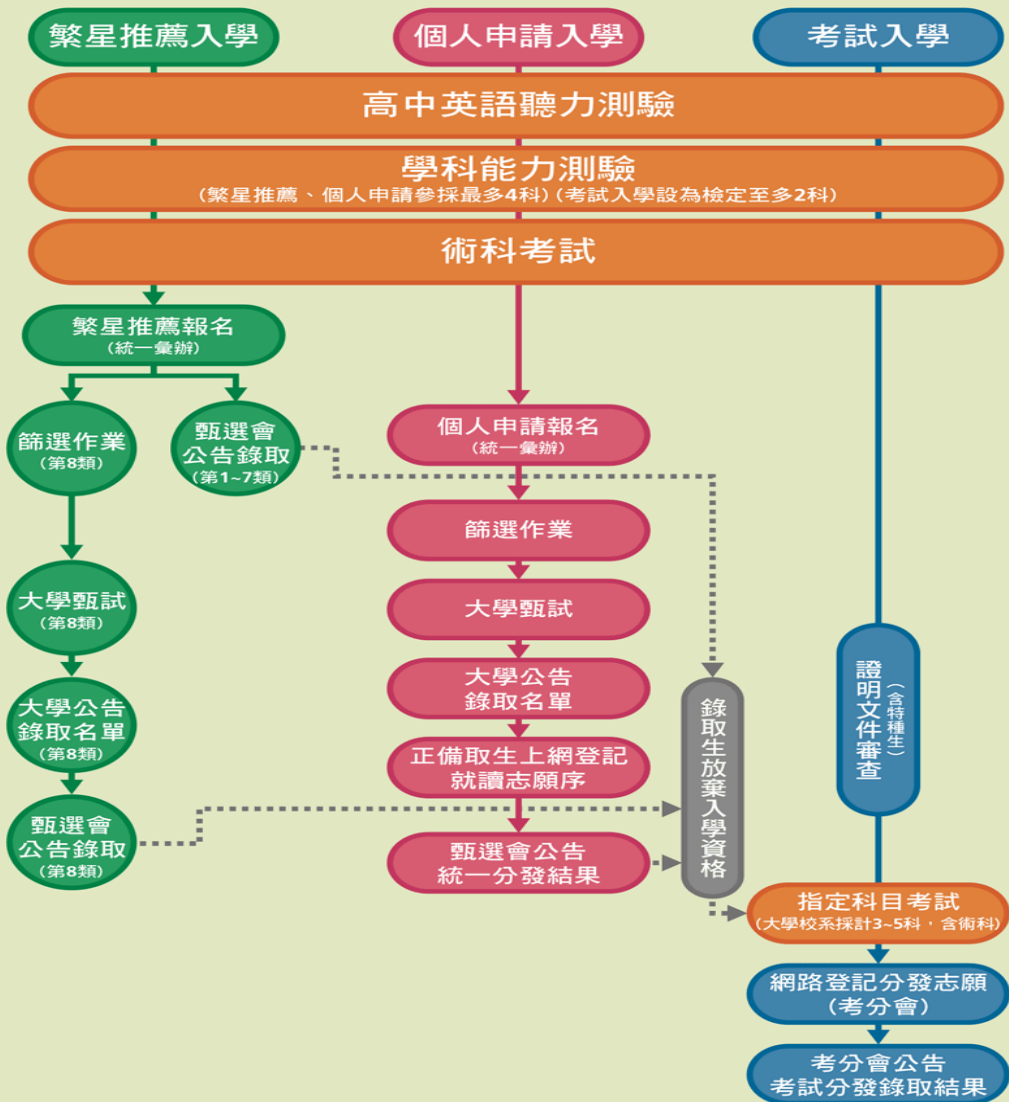 繁星推薦入學
個人申請入學
考試入學
高中英語聽力測驗
學科能力測驗
(繁星推薦、個人申請參採最多4科)(考試入學設為檢定至多2科)
術科考試
繁星推薦報名
(統一彙辦)
篩選作業
(第8類)
甄選會
公告錄取
(第1~7類)
大學甄試
(第8類)
大學公告
錄取名單
(第8類)
甄選會
公告錄取
(第8類)
個人申請報名
(統一彙辦)
篩選作業
大學甄試
大學公告
錄取名單
正備取生上網登記
就讀志願序
甄選會公告
統一分發結果
錄取生放棄入學資格
證明文件審查
(含特種生)
指定科目考試
(大學校系採計3~5科，含術科)
網路登記分發志願
(考分會)
考分會公告
考試分發錄取結果